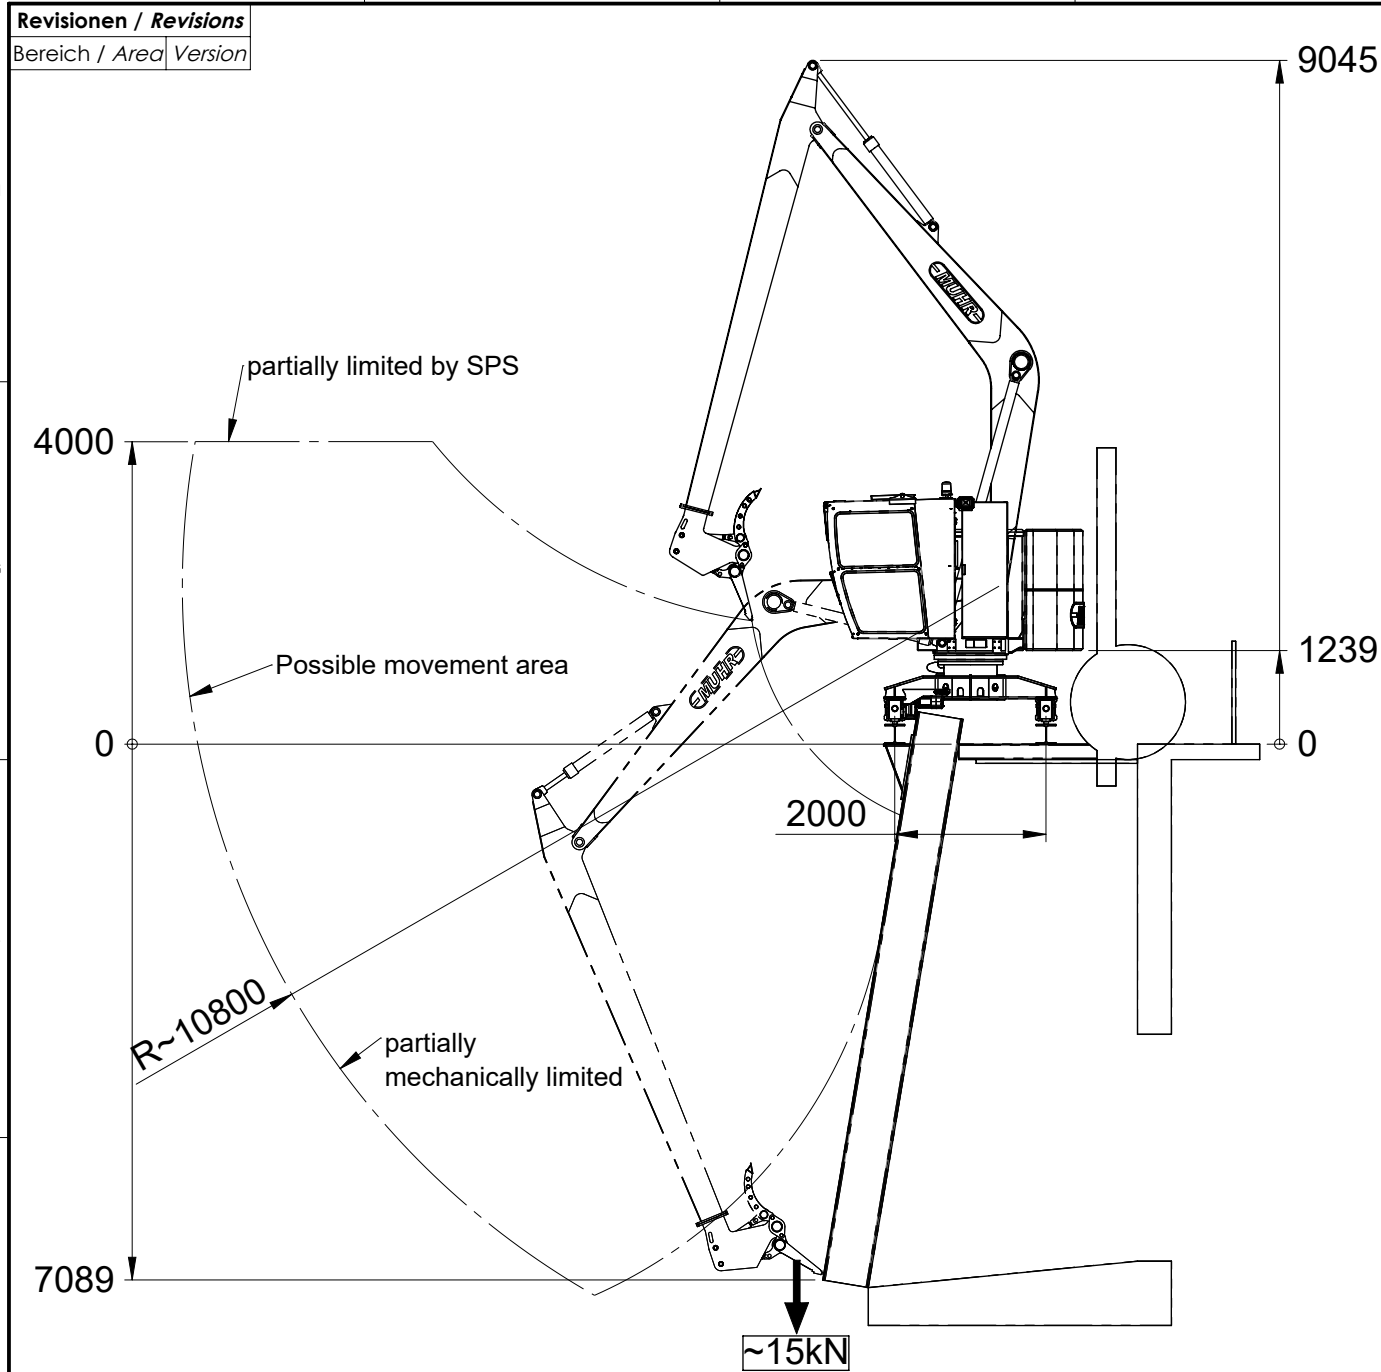 Revisionen / Revisions
Bereich / Area Version
9045
MUHR
partially limited by SPS
4000
Possible movement area
1239
MUHR
0
0
2000
R~10800
partially
mechanically limited
7089
~15kN